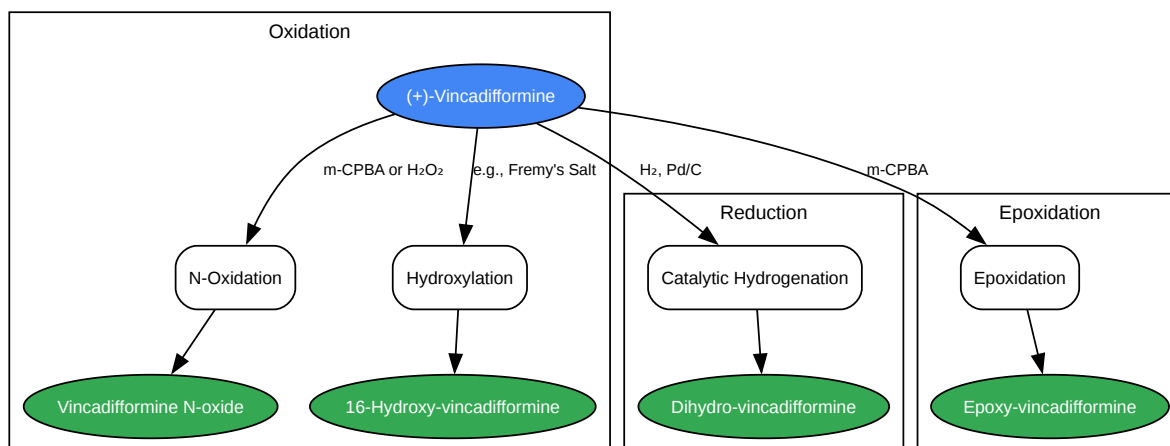 Oxidation
(+)-Vincadifformine
m-CPBA or H₂O₂
e.g., Fremy's Salt
H₂, Pd/C
m-CPBA
Reduction
Epoxidation
N-Oxidation
Hydroxylation
Catalytic Hydrogenation
Epoxidation
Vincadifformine N-oxide
16-Hydroxy-vincadifformine
Dihydro-vincadifformine
Epoxy-vincadifformine